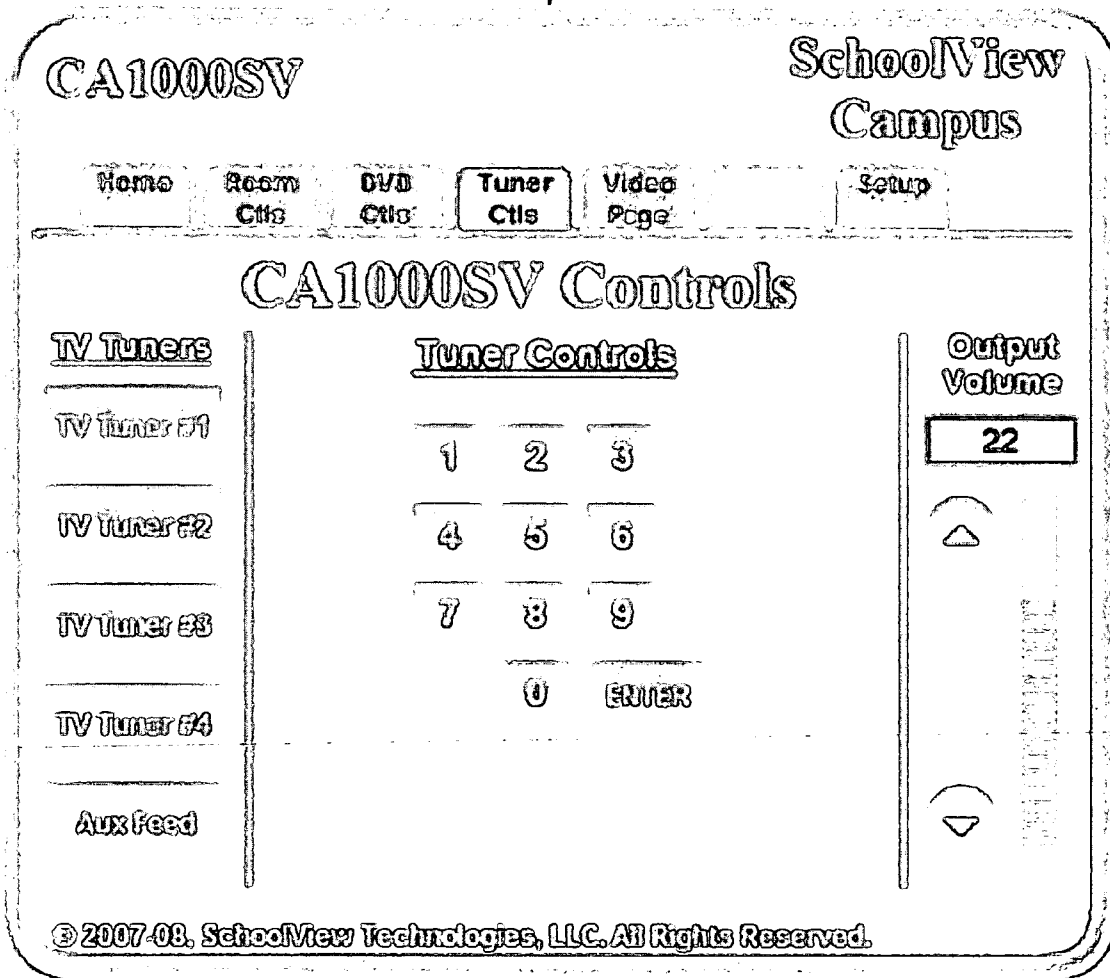 CA1000SV
SchoolView
Campus
Home
Room
Ctls
DVD
Ctls
Tuner
Ctls
Video
Page
Setup
CA1000SV Controls
TV Tuners
TV Tuner #1
TV Tuner #2
TV Tuner #3
TV Tuner #4
Aux Feed
Tuner Controls
1 2 3
4 5 6
7 8 9
0 ENTER
Output
Volume
22
© 2007-08, SchoolView Technologies, LLC. All Rights Reserved.